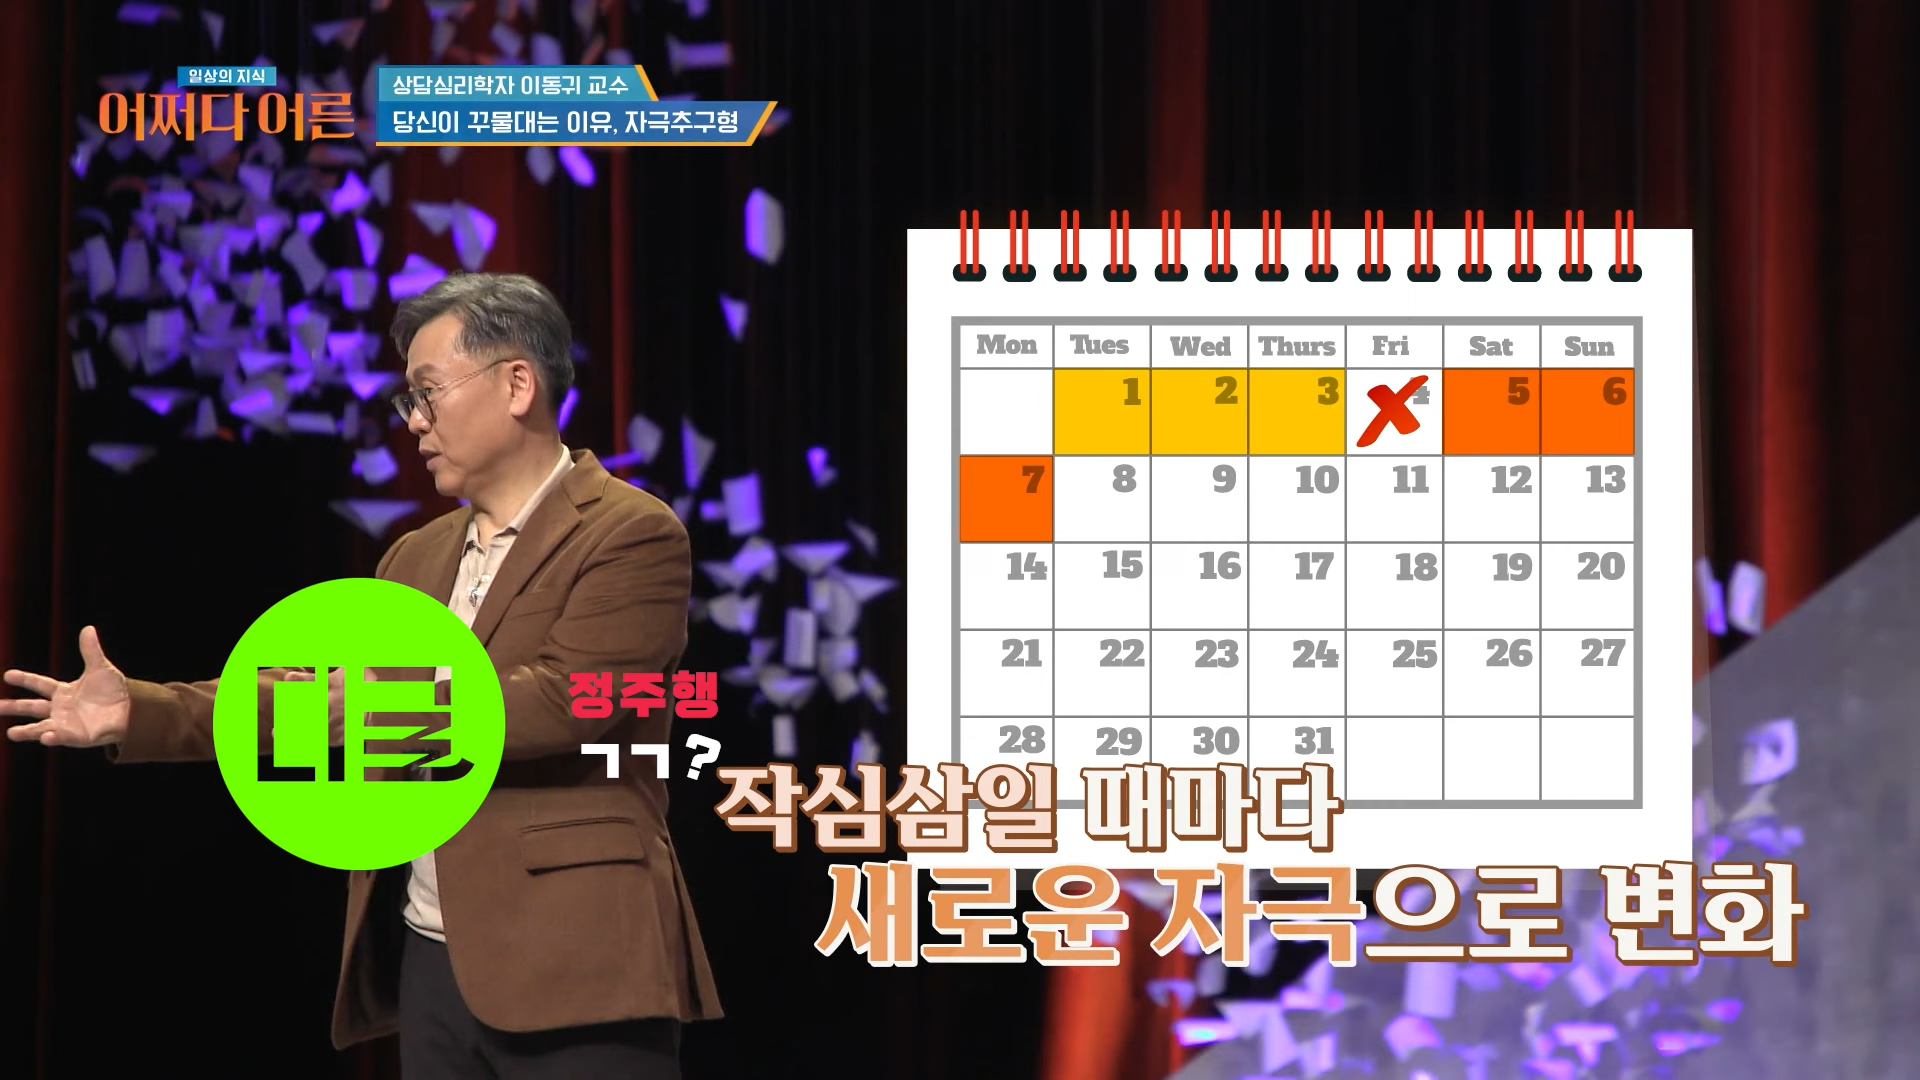 일상의 지식
어쩌다 어른
상담심리학자 이동귀 교수
당신이 꾸물대는 이유, 자극추구형
Mon Tues Wed Thurs Fri Sat Sun
1 2 3 4 5 6
7 8 9 10 11 12 13
14 15 16 17 18 19 20
21 22 23 24 25 26 27
28 29 30 31
디글
정주행
ㄱㄱ?
작심삼일 때마다
새로운 자극으로 변화